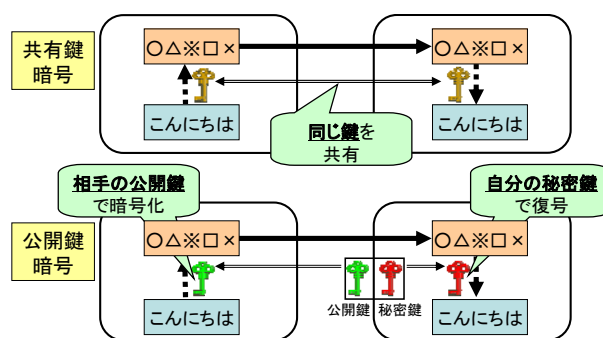 共有鍵
暗号
○△※□×
○△※□×
こんにちは
こんにちは
同じ鍵を
共有
相手の公開鍵
で暗号化
自分の秘密鍵
で復号
公開鍵
暗号
○△※□×
○△※□×
公開鍵 秘密鍵
こんにちは
こんにちは